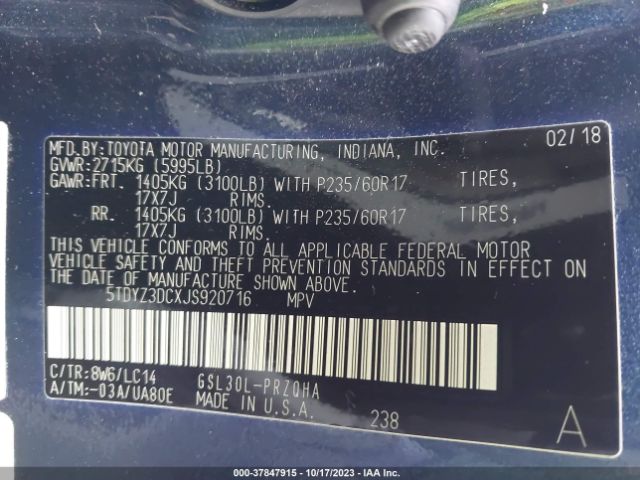 MFD.BY:TOYOTA MOTOR MANUFACTURING, INDIANA, INC. 02/18
GVWR:2715KG (5995LB)
GAWR:FRT. 1405KG (3100LB) WITH P235/60R17 TIRES,
17X7J RIMS.
RR. 1405KG (3100LB) WITH P235/60R17 TIRES,
17X7J RIMS.
THIS VEHICLE CONFORMS TO ALL APPLICABLE FEDERAL MOTOR
VEHICLE SAFETY AND THEFT PREVENTION STANDARDS IN EFFECT ON
THE DATE OF MANUFACTURE SHOWN ABOVE.
5TDYZ3DCXJS920716 MPV
C/TR:8W6/LC14 GSL30L-PRZQHA
A/TM:-03A/UA80E MADE IN U.S.A. 238 A
000-37847915 - 10/17/2023 - IAA Inc.